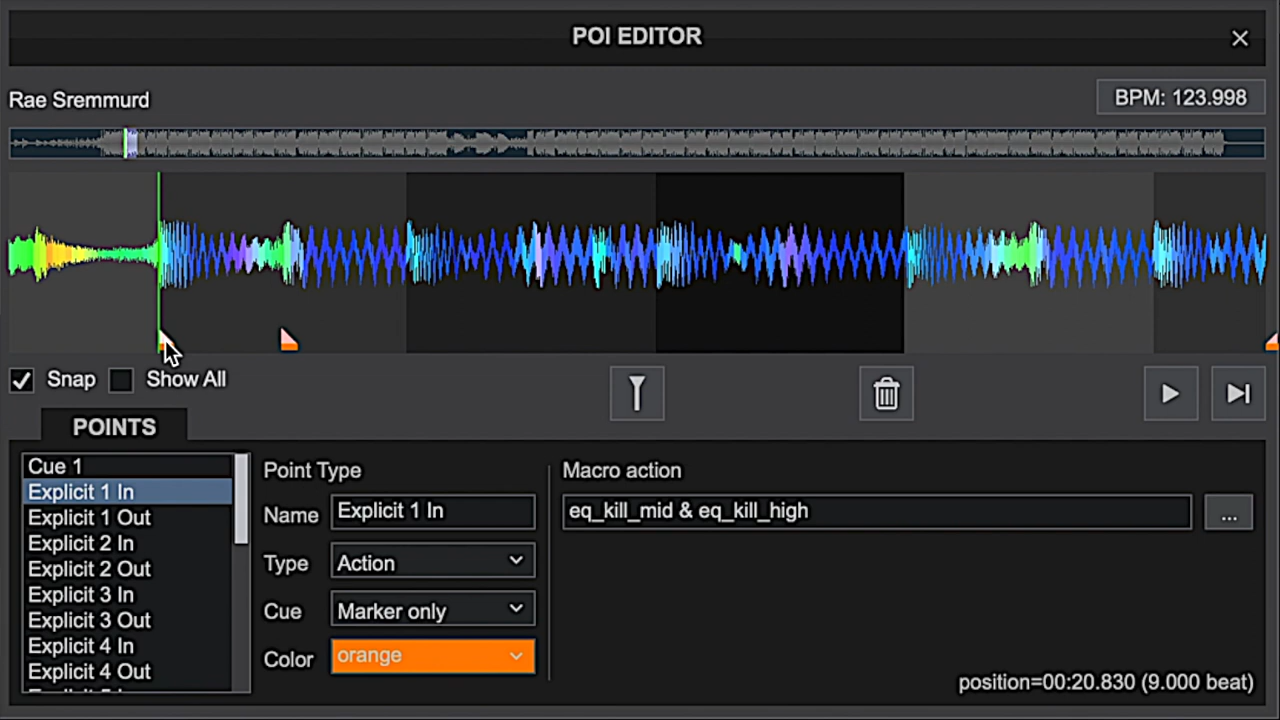 POI EDITOR
Rae Sremmurd
BPM: 123.998
Snap
Show All
POINTS
Cue 1
Explicit 1 In
Explicit 1 Out
Explicit 2 In
Explicit 2 Out
Explicit 3 In
Explicit 3 Out
Explicit 4 In
Explicit 4 Out
Point Type
Name
Explicit 1 In
Type
Action
Cue
Marker only
Color
orange
Macro action
eq_kill_mid & eq_kill_high
...
position=00:20.830 (9.000 beat)